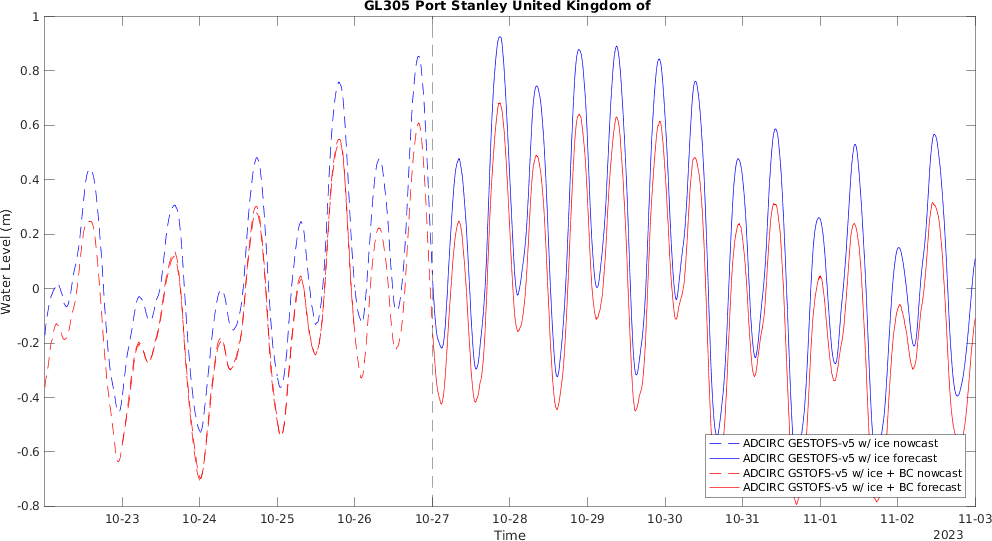 GL305 Port Stanley United Kingdom of
1
0.8
0.6
0.4
0.2
0
-0.2
-0.4
-0.6
-0.8
Water Level (m)
10-23 10-24 10-25 10-26 10-27 10-28 10-29 10-30 10-31 11-01 11-02 11-03
Time
2023
ADCIRC GESTOFS-v5 w/ ice nowcast
ADCIRC GESTOFS-v5 w/ ice forecast
ADCIRC GSTOFS-v5 w/ ice + BC nowcast
ADCIRC GSTOFS-v5 w/ ice + BC forecast